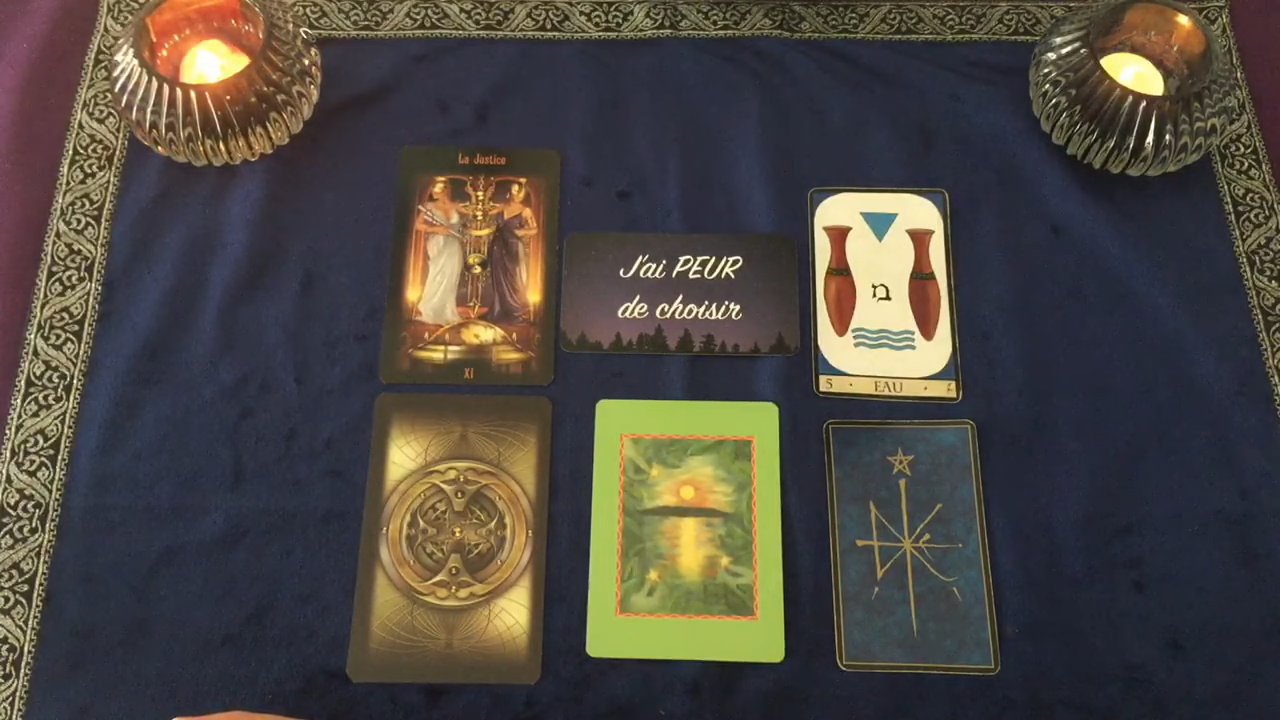 La Justice
XI
J'ai PEUR
de choisir
מ
5 · EAU ·